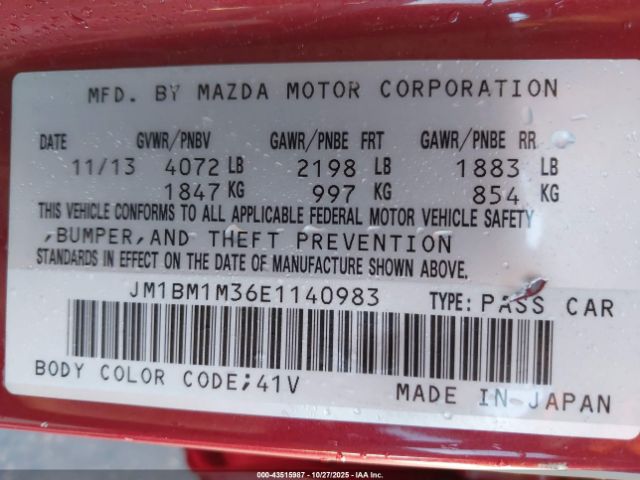 MFD. BY MAZDA MOTOR CORPORATION
DATE GVWR/PNBV GAWR/PNBE FRT GAWR/PNBE RR
11/13 4072 LB 2198 LB 1883 LB
1847 KG 997 KG 854 KG
THIS VEHICLE CONFORMS TO ALL APPLICABLE FEDERAL MOTOR VEHICLE SAFETY
,BUMPER,AND THEFT PREVENTION
STANDARDS IN EFFECT ON THE DATE OF MANUFACTURE SHOWN ABOVE.
JM1BM1M36E1140983 TYPE: PASS CAR
BODY COLOR CODE;41V
MADE IN JAPAN
000-43515987 | 10/27/2025 - IAA Inc.